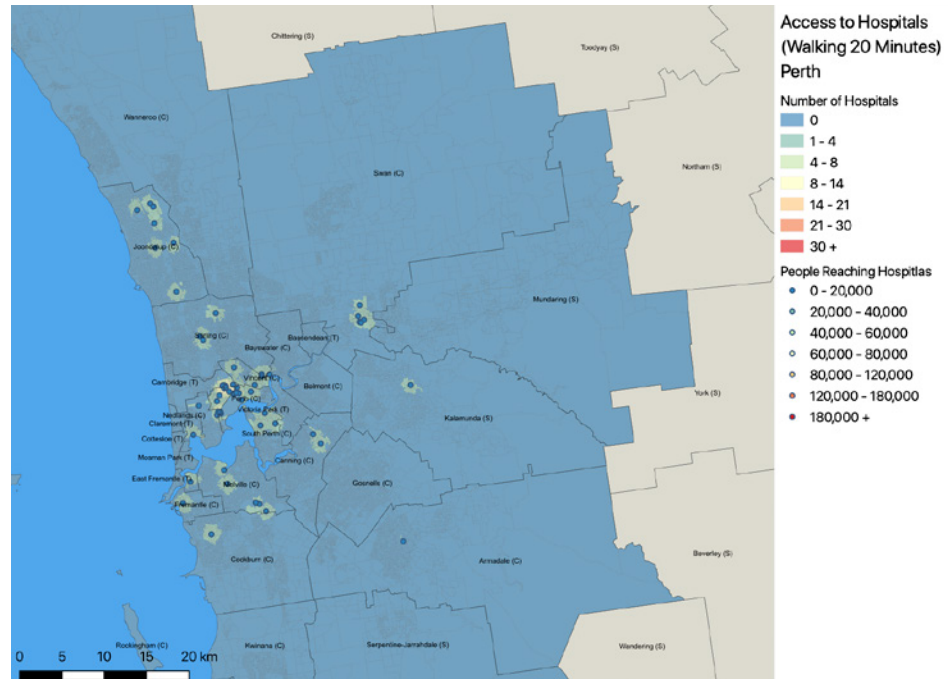 Access to Hospitals
(Walking 20 Minutes)
Perth
Number of Hospitals
0
1 - 4
4 - 8
8 - 14
14 - 21
21 - 30
30 +
People Reaching Hospitlas
0 - 20,000
20,000 - 40,000
40,000 - 60,000
60,000 - 80,000
80,000 - 120,000
120,000 - 180,000
180,000 +
Chittering (S)
Toodyay (S)
Wanneroo (C)
Northam (S)
Swan (C)
Joondalup (C)
Mundaring (S)
Stirling (C)
Bassendean (T)
Bayswater (C)
Cambridge (T)
Vincent (C)
Belmont (C)
York (S)
Perth (C)
Nedlands (C)
Victoria Park (T)
Kalamunda (S)
Claremont (T)
South Perth (C)
Cottesloe (T)
Mosman Park (T)
Canning (C)
East Fremantle (T)
Melville (C)
Gosnells (C)
Fremantle (C)
Beverley (S)
Cockburn (C)
Armadale (C)
Rockingham (C)
Kwinana (C)
Serpentine-Jarrahdale (S)
Wandering (S)
0 5 10 15 20 km